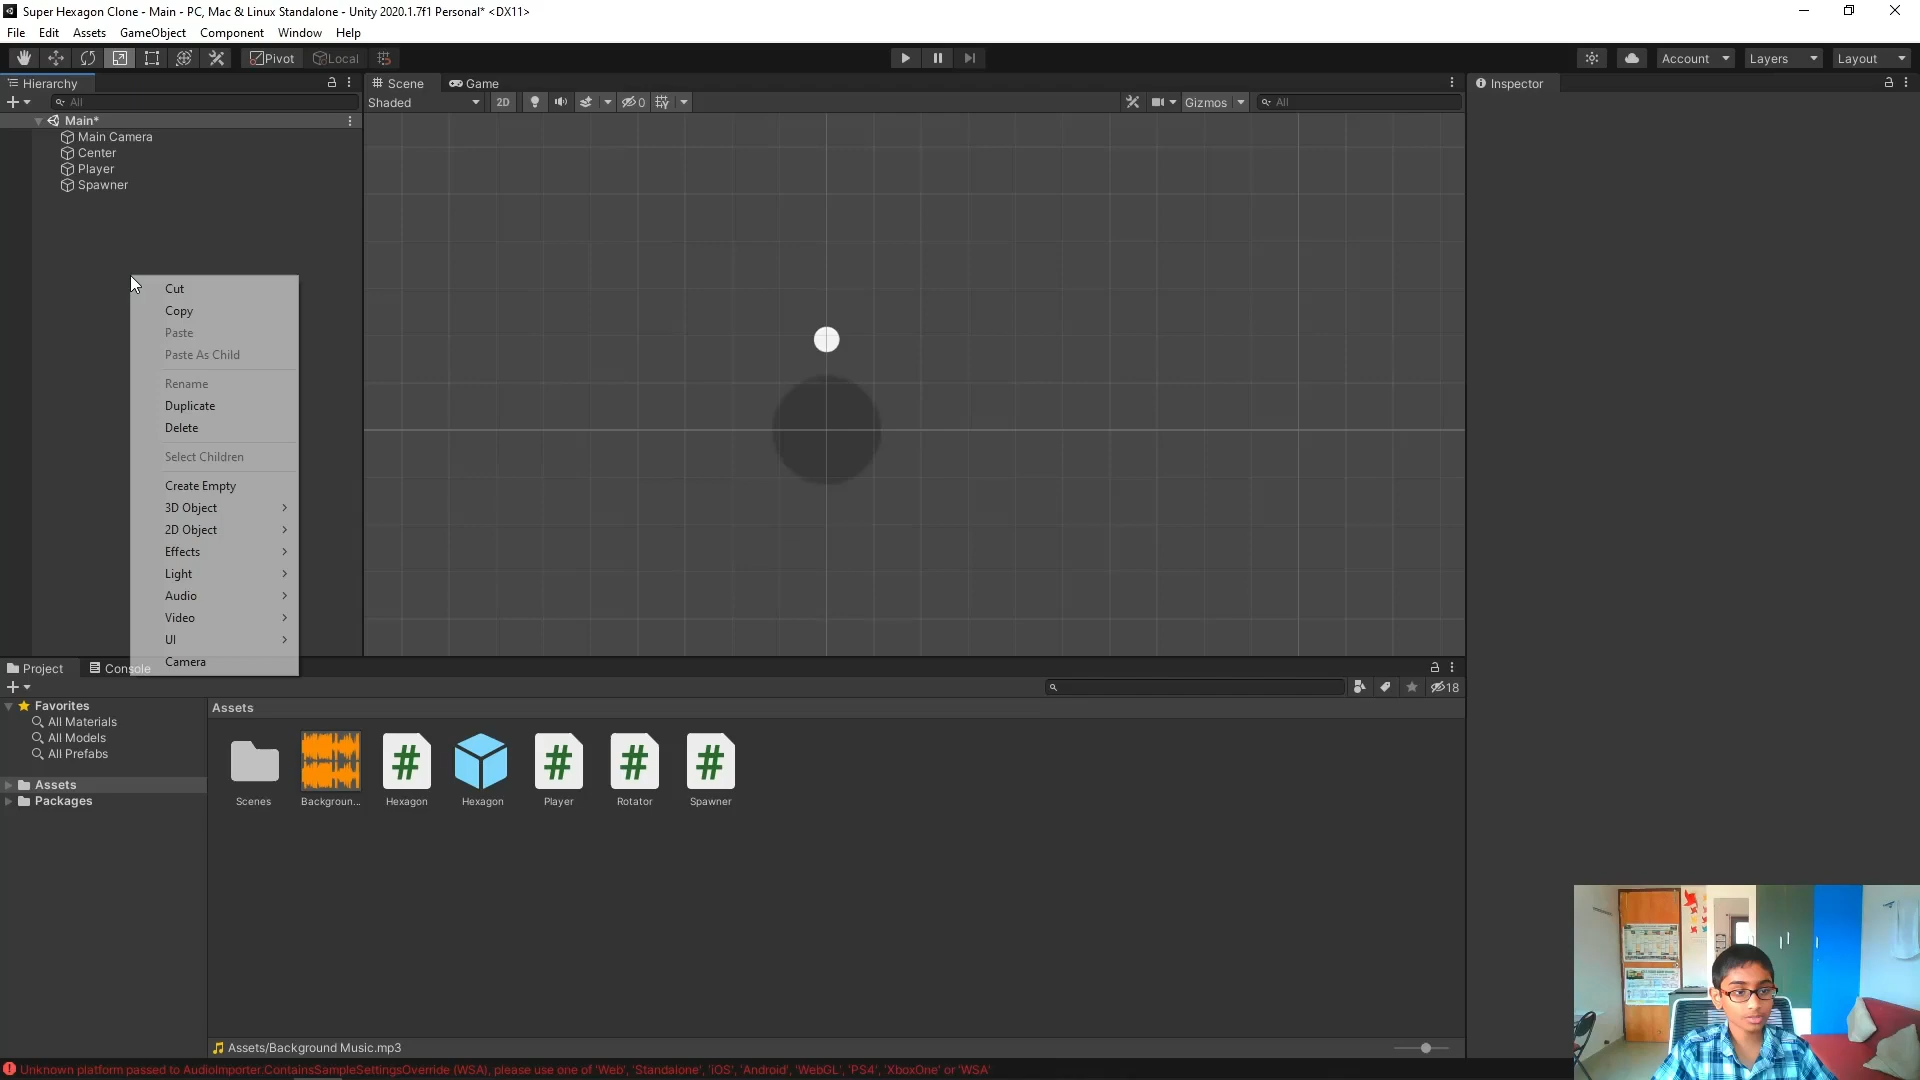 Super Hexagon Clone - Main - PC, Mac & Linux Standalone - Unity 2020.1.7f1 Personal* <DX11>
File Edit Assets GameObject Component Window Help
Pivot Local Account Layers Layout
Hierarchy Scene Game Inspector
All Shaded 2D 0 Gizmos All
Main*
Main Camera
Center
Player
Spawner
Cut
Copy
Paste
Paste As Child
Rename
Duplicate
Delete
Select Children
Create Empty
3D Object
2D Object
Effects
Light
Audio
Video
UI
Camera
Project Console
18
Favorites
All Materials
All Models
All Prefabs
Assets
Packages
Assets
Scenes Backgroun... Hexagon Hexagon Player Rotator Spawner
Assets/Background Music.mp3
Unknown platform passed to AudioImporter.ContainsSampleSettingsOverride (WSA), please use one of 'Web', 'Standalone', 'iOS', 'Android', 'WebGL', 'PS4', 'XboxOne' or 'WSA'